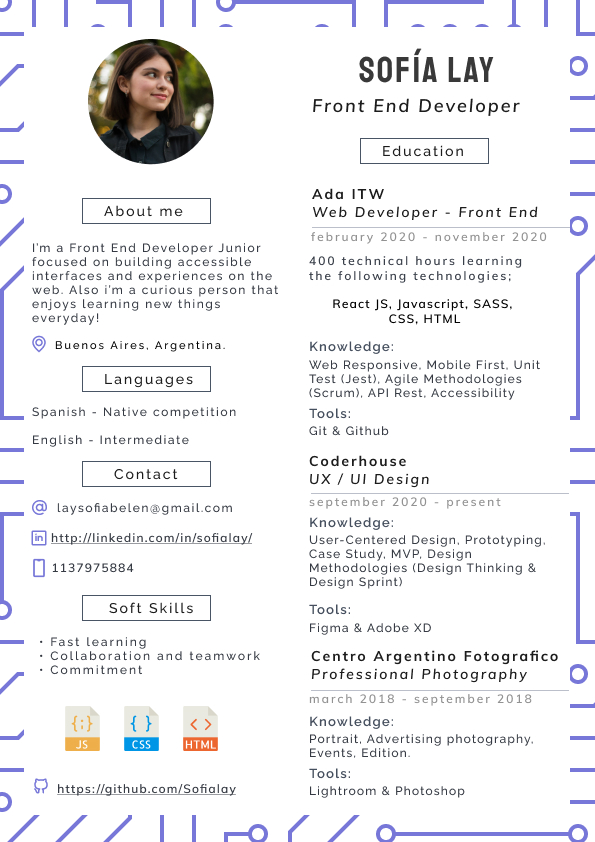 About me
I'm a Front End Developer Junior
focused on building accessible
interfaces and experiences on the
web. Also i'm a curious person that
enjoys learning new things
everyday!
Buenos Aires, Argentina.
Languages
Spanish - Native competition
English - Intermediate
Contact
laysofiabelen@gmail.com
http://linkedin.com/in/sofialay/
1137975884
Soft Skills
• Fast learning
• Collaboration and teamwork
• Commitment
{;} { } < >
JS CSS HTML
https://github.com/Sofialay
SOFÍA LAY
Front End Developer
Education
Ada ITW
Web Developer - Front End
february 2020 - november 2020
400 technical hours learning
the following technologies;
React JS, Javascript, SASS,
CSS, HTML
Knowledge:
Web Responsive, Mobile First, Unit
Test (Jest), Agile Methodologies
(Scrum), API Rest, Accessibility
Tools:
Git & Github
Coderhouse
UX / UI Design
september 2020 - present
Knowledge:
User-Centered Design, Prototyping,
Case Study, MVP, Design
Methodologies (Design Thinking &
Design Sprint)
Tools:
Figma & Adobe XD
Centro Argentino Fotografico
Professional Photography
march 2018 - september 2018
Knowledge:
Portrait, Advertising photography,
Events, Edition.
Tools:
Lightroom & Photoshop